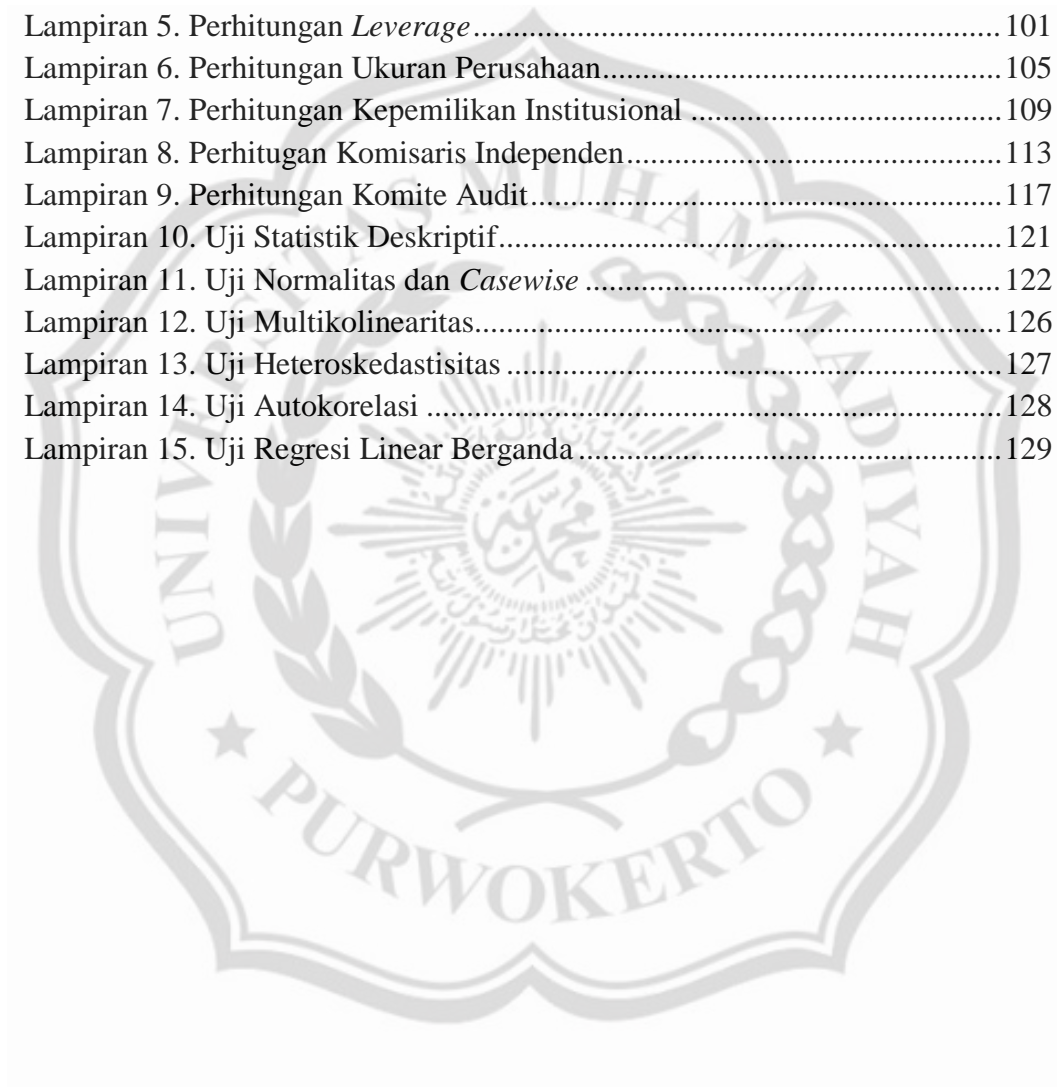 Lampiran 5. Perhitungan Leverage.................................................................. 101
Lampiran 6. Perhitungan Ukuran Perusahaan.................................................. 105
Lampiran 7. Perhitungan Kepemilikan Institusional ....................................... 109
Lampiran 8. Perhitugan Komisaris Independen............................................... 113
Lampiran 9. Perhitungan Komite Audit........................................................... 117
Lampiran 10. Uji Statistik Deskriptif............................................................... 121
Lampiran 11. Uji Normalitas dan Casewise .................................................... 122
Lampiran 12. Uji Multikolinearitas.................................................................. 126
Lampiran 13. Uji Heteroskedastisitas .............................................................. 127
Lampiran 14. Uji Autokorelasi ........................................................................ 128
Lampiran 15. Uji Regresi Linear Berganda ..................................................... 129
UNIVERSITAS MUHAMMADIYAH
PURWOKERTO